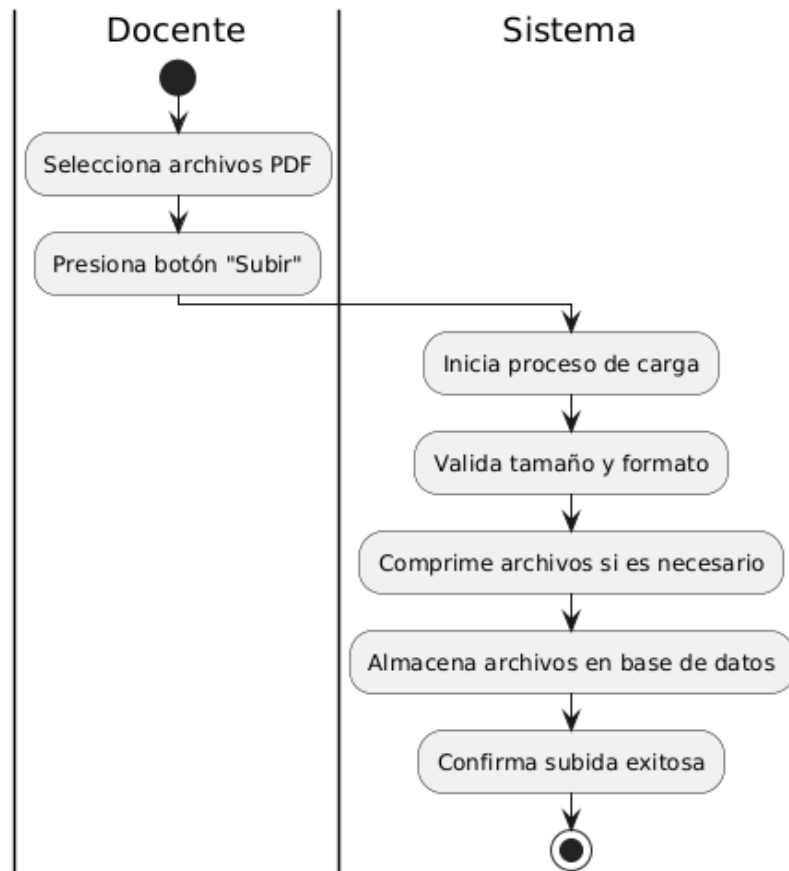 Docente
Sistema
Selecciona archivos PDF
Presiona botón "Subir"
Inicia proceso de carga
Valida tamaño y formato
Comprime archivos si es necesario
Almacena archivos en base de datos
Confirma subida exitosa